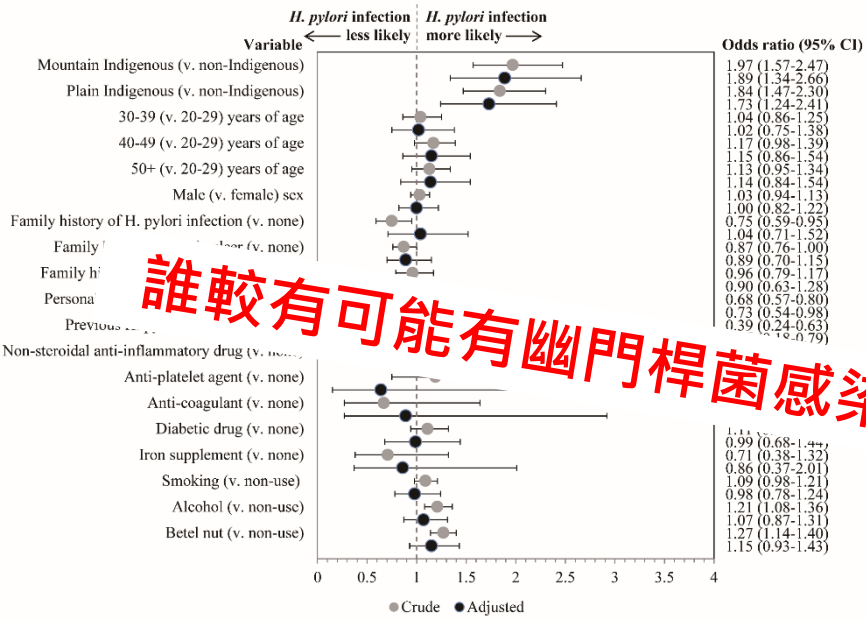 H. pylori infection
less likely
H. pylori infection
more likely
Variable
Odds ratio (95% CI)
Mountain Indigenous (v. non-Indigenous)
1.97 (1.57-2.47)
1.89 (1.34-2.66)
Plain Indigenous (v. non-Indigenous)
1.84 (1.47-2.30)
1.73 (1.24-2.41)
30-39 (v. 20-29) years of age
1.04 (0.86-1.25)
1.02 (0.75-1.38)
40-49 (v. 20-29) years of age
1.17 (0.98-1.39)
1.15 (0.86-1.54)
50+ (v. 20-29) years of age
1.13 (0.95-1.34)
1.14 (0.84-1.54)
Male (v. female) sex
1.03 (0.94-1.13)
1.00 (0.82-1.22)
Family history of H. pylori infection (v. none)
0.75 (0.59-0.95)
1.04 (0.71-1.52)
Family
(v. none)
0.87 (0.76-1.00)
0.89 (0.70-1.15)
Family
0.96 (0.79-1.17)
0.90 (0.63-1.28)
Personal
0.68 (0.57-0.80)
0.73 (0.54-0.98)
Previous
0.39 (0.24-0.63)
誰較有可能有幽門桿菌感染
Non-steroidal anti-inflammatory drug (v.
Anti-platelet agent (v. none)
Anti-coagulant (v. none)
Diabetic drug (v. none)
0.99 (0.68-1.44)
Iron supplement (v. none)
0.71 (0.38-1.32)
0.86 (0.37-2.01)
Smoking (v. non-use)
1.09 (0.98-1.21)
0.98 (0.78-1.24)
Alcohol (v. non-use)
1.21 (1.08-1.36)
1.07 (0.87-1.31)
Betel nut (v. non-use)
1.27 (1.14-1.40)
1.15 (0.93-1.43)
0 0.5 1 1.5 2 2.5 3 3.5 4
Crude Adjusted